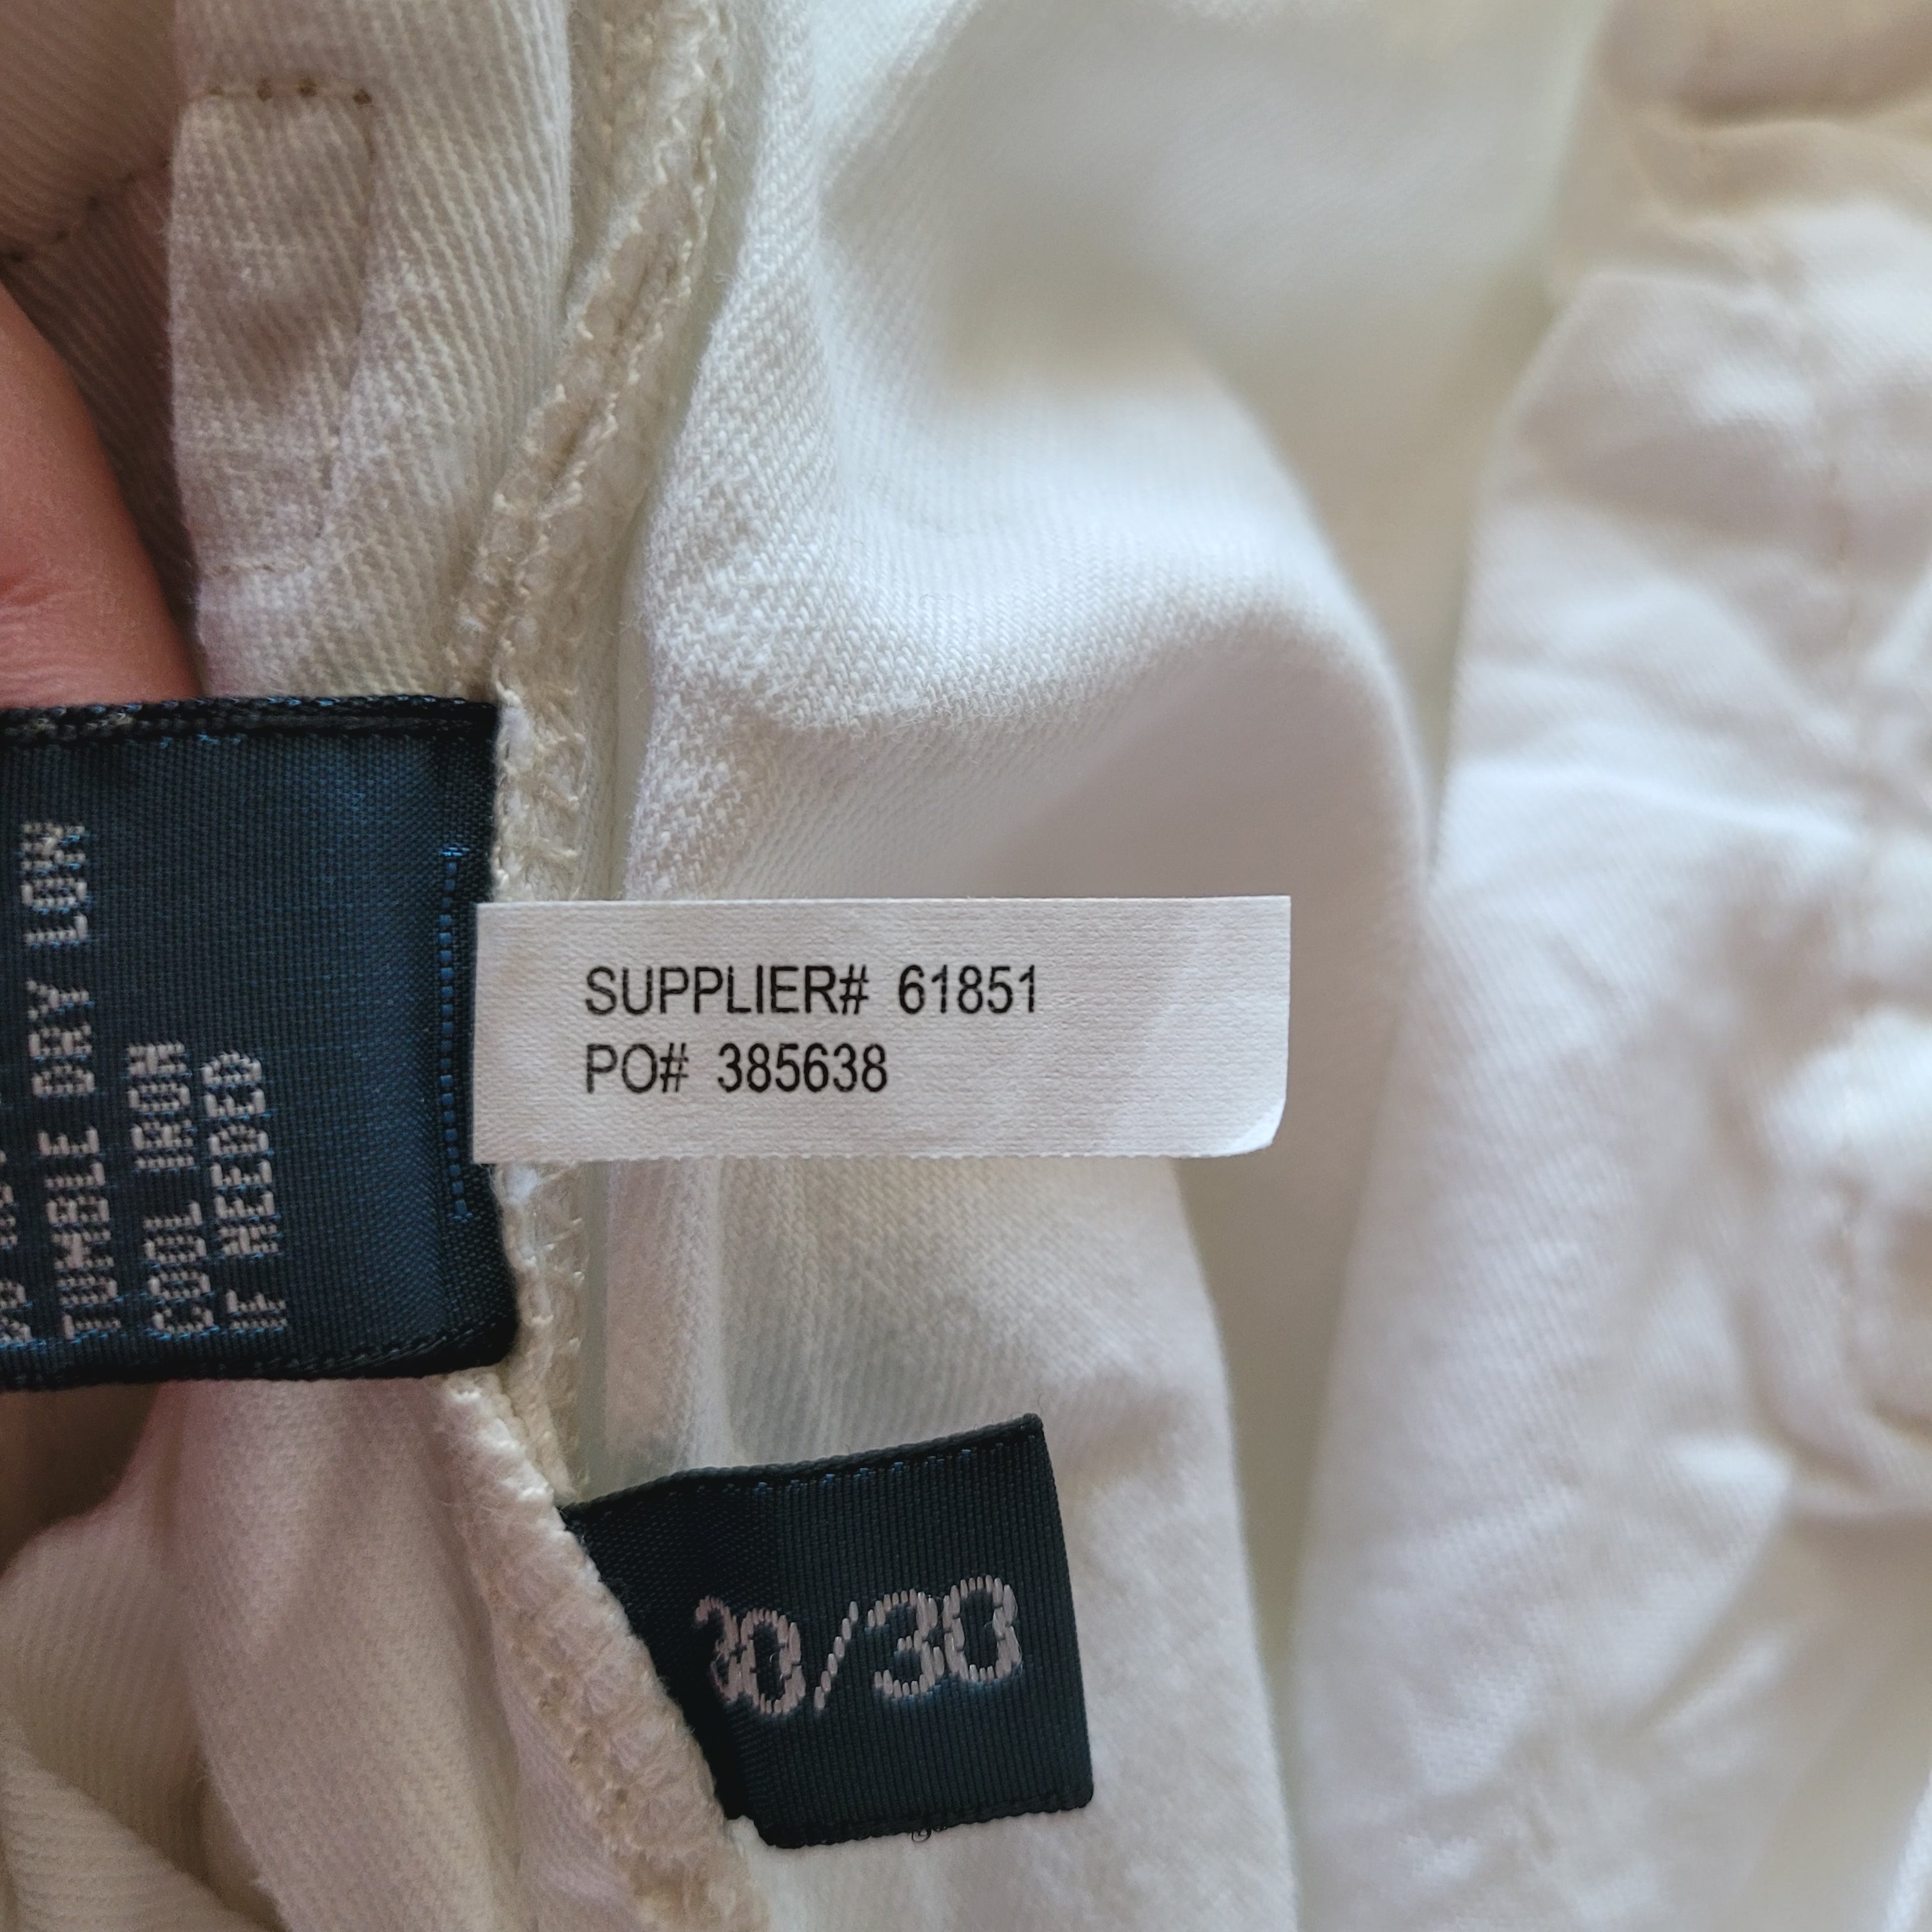 TUMBLE DRY LOW
COOL IRON
IF NEEDED
SUPPLIER# 61851
PO# 385638
30/30